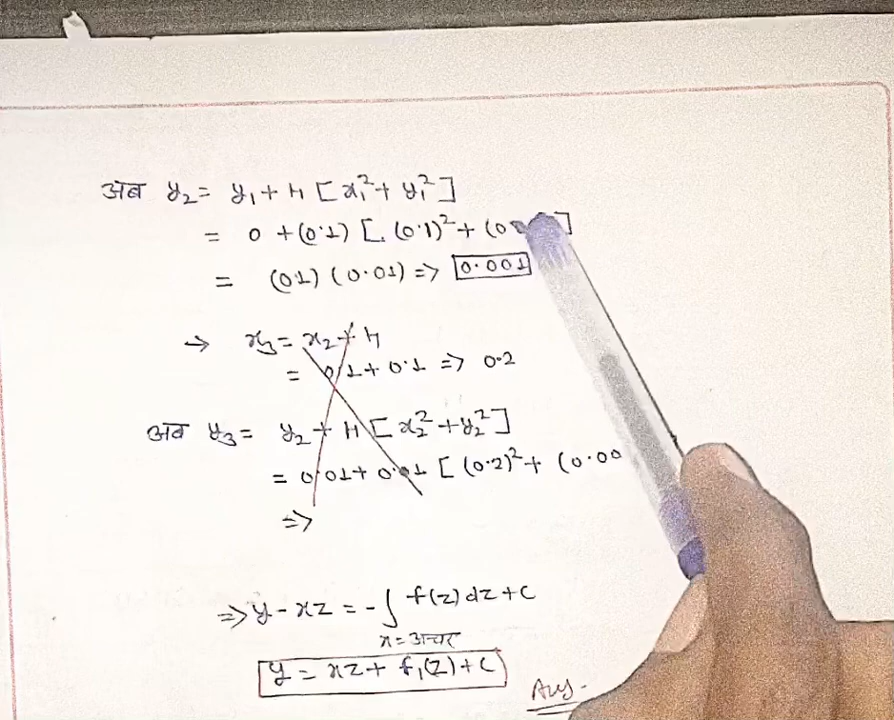 अब y₂ = y₁ + h [x₁² + y₁²]
= 0 + (0.1) [(0.1)² + (0 ]
= (0.1) (0.01) => 0.001
→ x₃ = x₂ + h
= 0.1 + 0.1 => 0.2
अब y₃ = y₂ + h [x₂² + y₂²]
= 0.01 + 0.01 [(0.2)² + (0.00
=>
=> y - xz = - ∫ f(z) dz + c
x = अचर
y = xz + f₁(z) + c
Ans.